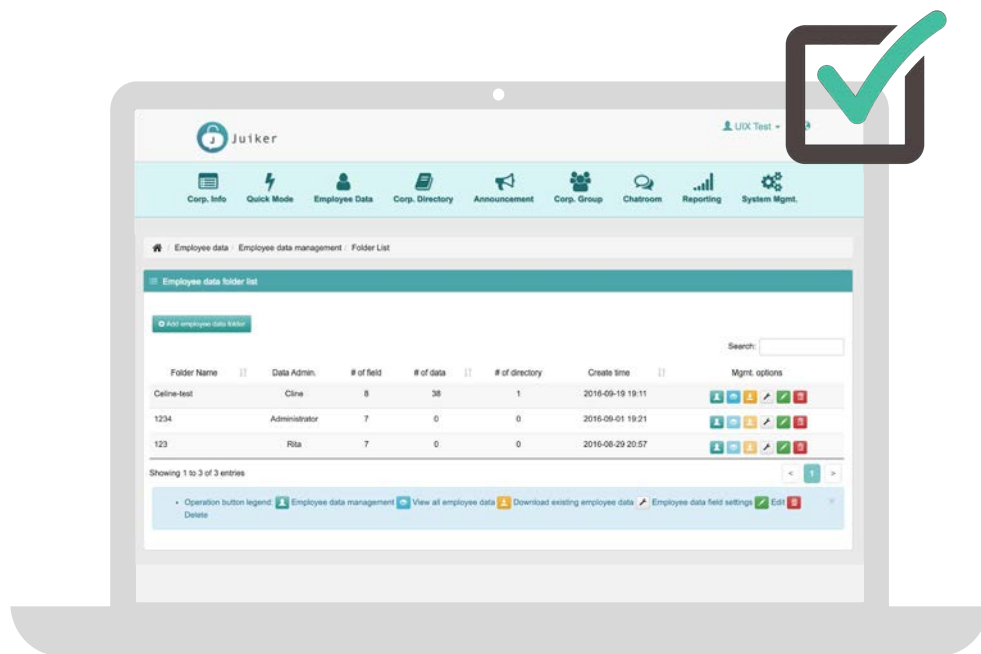 Juiker
UIX Test
Corp. Info Quick Mode Employee Data Corp. Directory Announcement Corp. Group Chatroom Reporting System Mgmt.
/ Employee data / Employee data management / Folder List
Employee data folder list
Add employee data folder
Search:
Folder Name Data Admin. # of field # of data # of directory Create time Mgmt. options
Celine-test Cline 8 38 1 2016-09-19 19:11
1234 Administrator 7 0 0 2016-09-01 19:21
123 Rita 7 0 0 2016-08-29 20:57
Showing 1 to 3 of 3 entries < 1 >
• Operation button legend: Employee data management View all employee data Download existing employee data Employee data field settings Edit
Delete